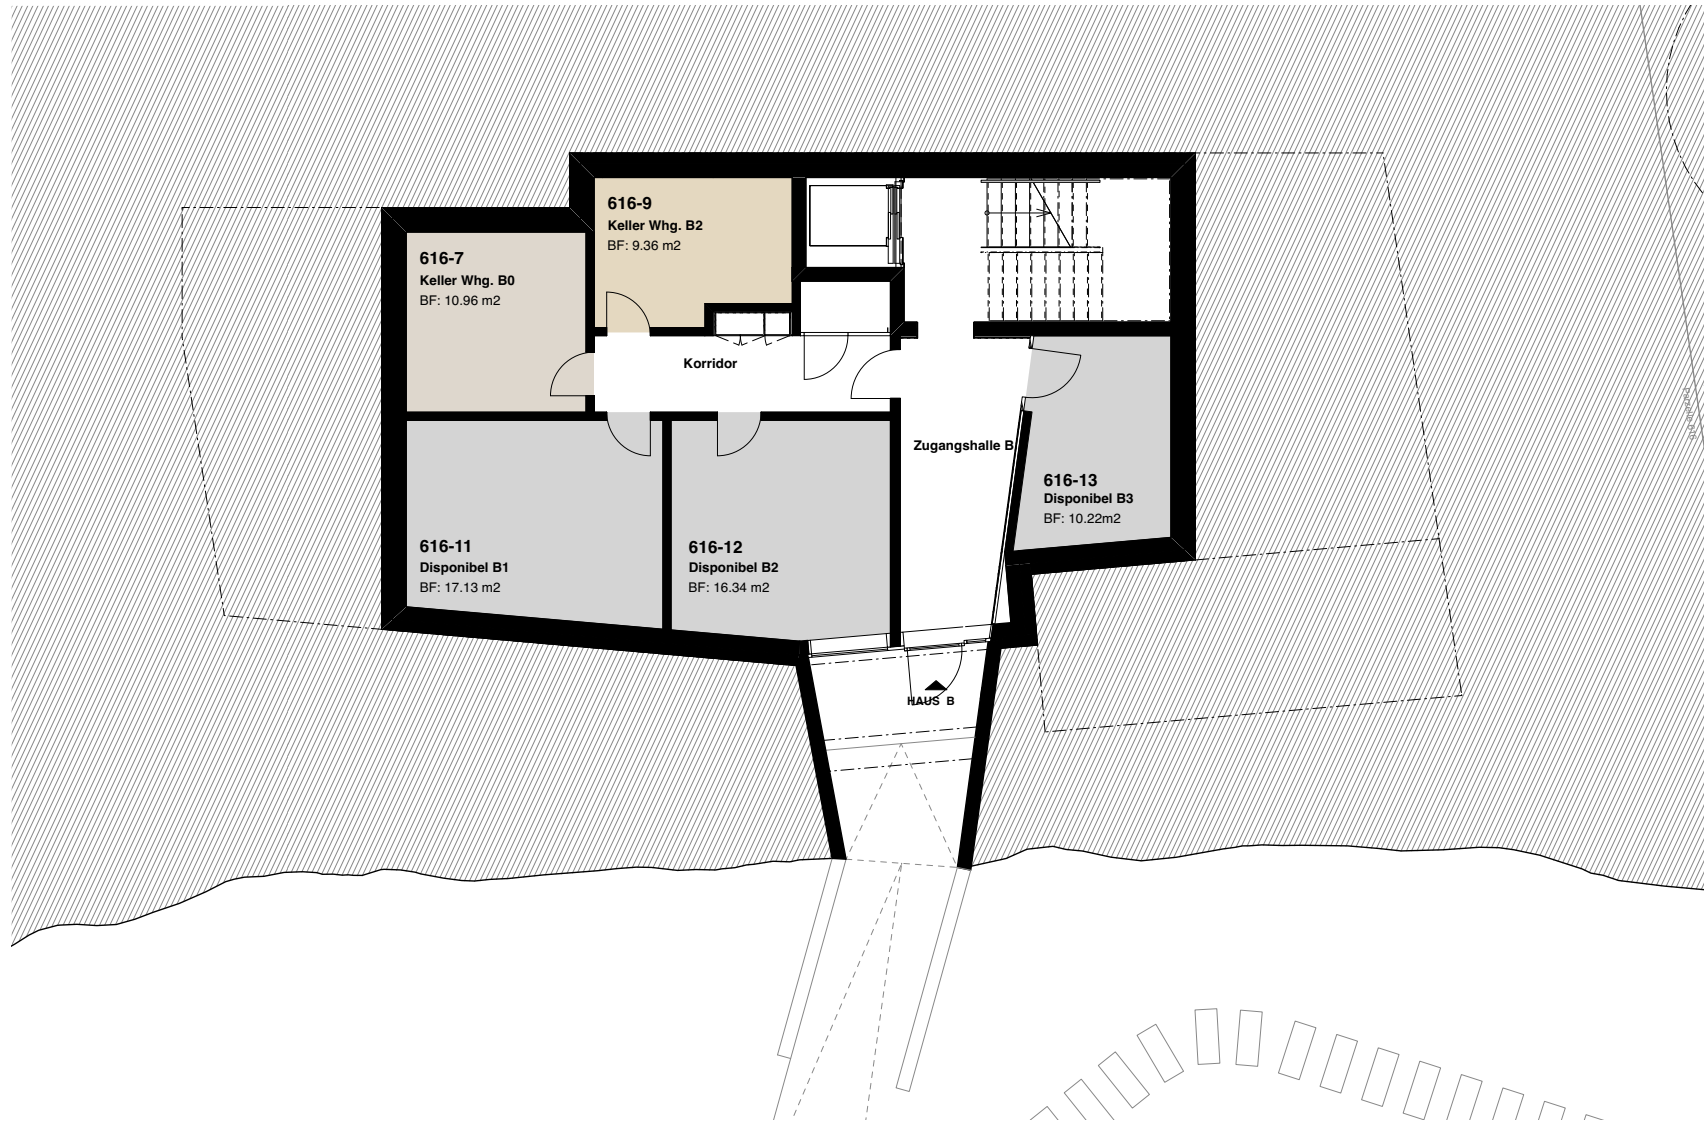 616-9
Keller Whg. B2
BF: 9.36 m2
616-7
Keller Whg. B0
BF: 10.96 m2
Korridor
Zugangshalle B
616-13
Disponibel B3
BF: 10.22m2
616-11
Disponibel B1
BF: 17.13 m2
616-12
Disponibel B2
BF: 16.34 m2
HAUS B
Parzelle 616